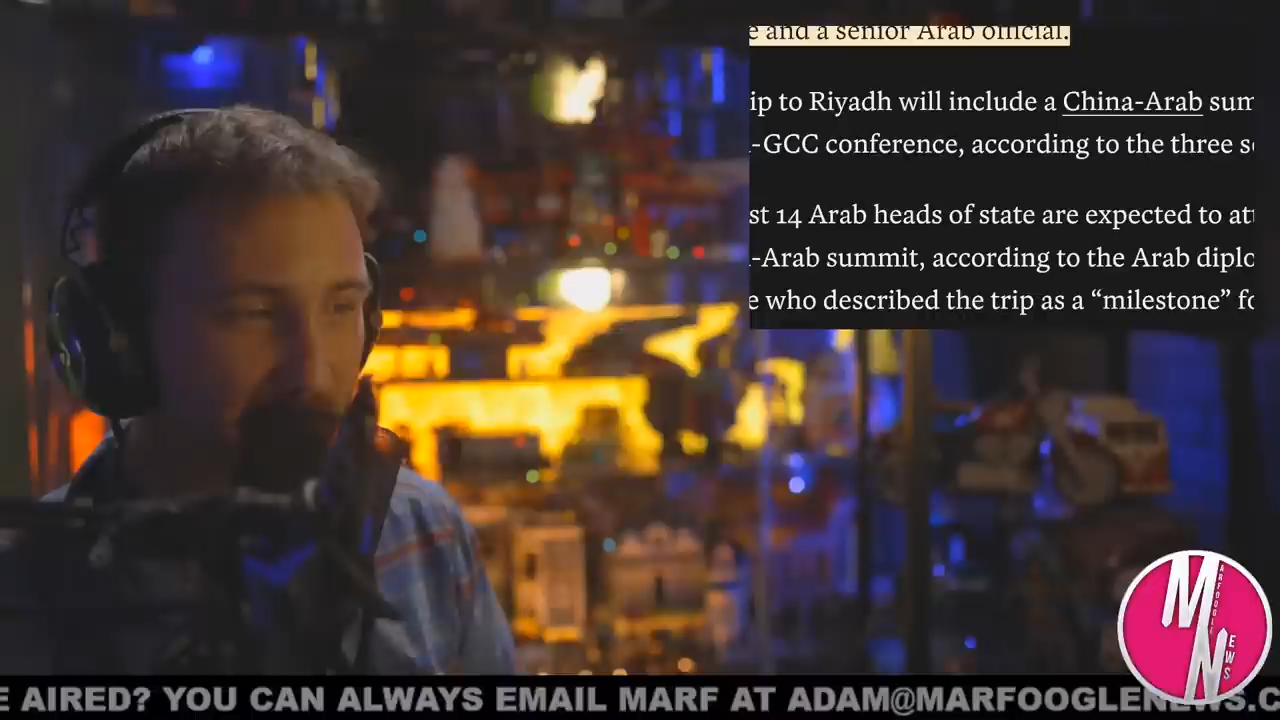 e and a senior Arab official.
ip to Riyadh will include a China-Arab sum
-GCC conference, according to the three
st 14 Arab heads of state are expected to att
-Arab summit, according to the Arab diplo
e who described the trip as a “milestone” fo
MARFOOGLE NEWS
E AIRED? YOU CAN ALWAYS EMAIL MARF AT ADAM@MARFOOGLENEWS.C